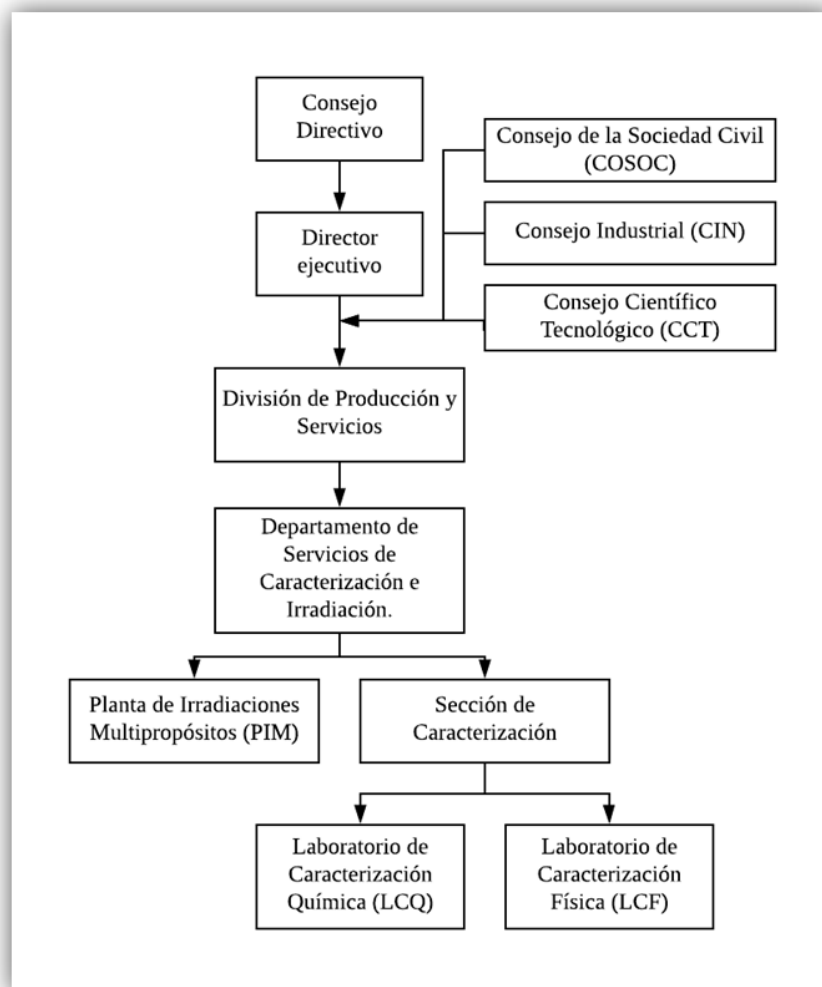 Consejo
Directivo
Consejo de la Sociedad Civil
(COSOC)
Director
ejecutivo
Consejo Industrial (CIN)
Consejo Científico
Tecnológico (CCT)
División de Producción y
Servicios
Departamento de
Servicios de
Caracterización e
Irradiación.
Planta de Irradiaciones
Multipropósitos (PIM)
Sección de
Caracterización
Laboratorio de
Caracterización
Química (LCQ)
Laboratorio de
Caracterización
Física (LCF)